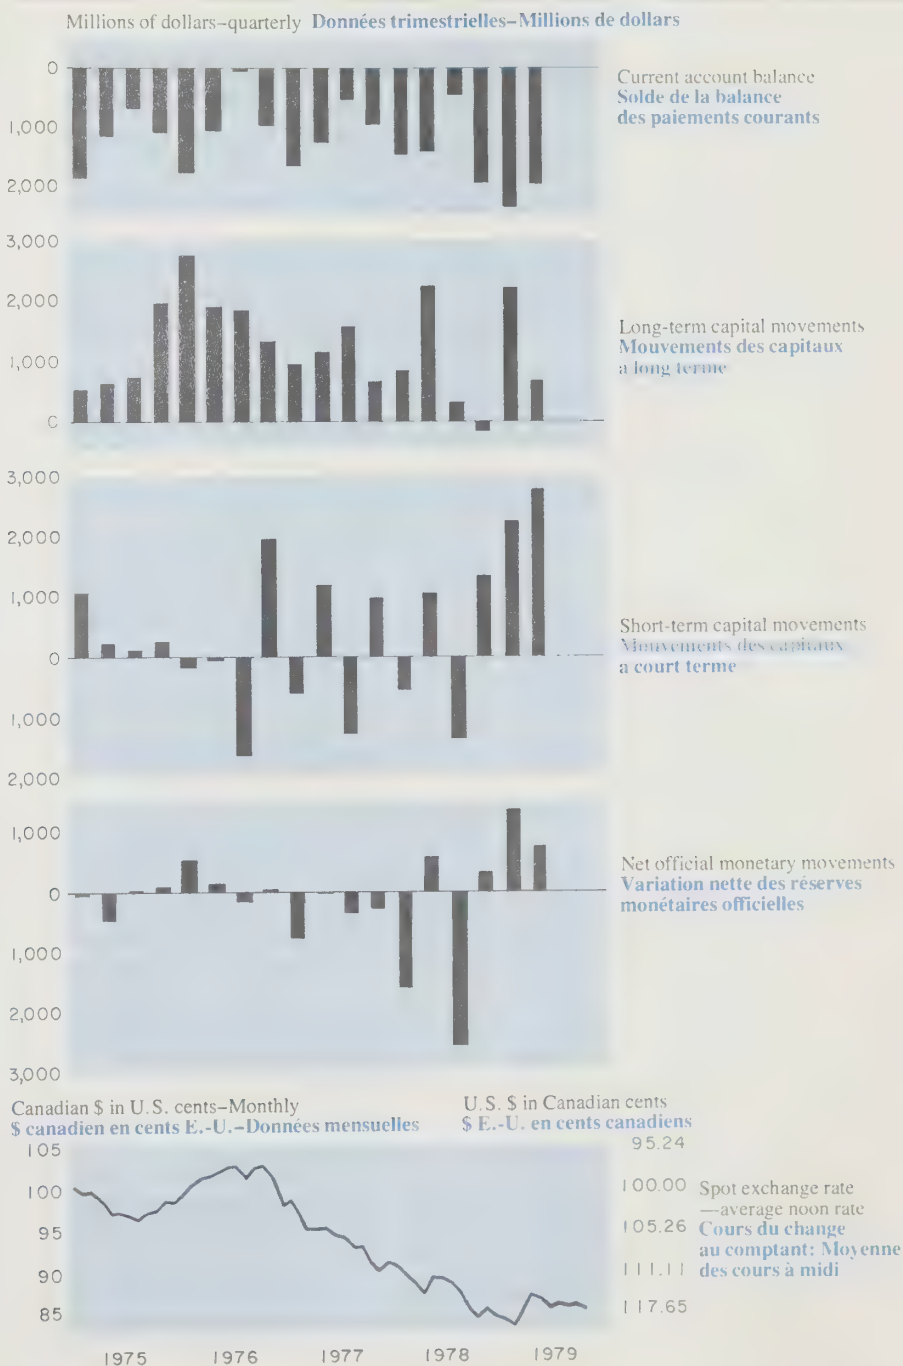 Millions of dollars–quarterly Données trimestrielles–Millions de dollars
0
1,000
2,000
Current account balance
Solde de la balance
des paiements courants
3,000
2,000
1,000
0
Long-term capital movements
Mouvements des capitaux
a long terme
3,000
2,000
1,000
0
1,000
2,000
Short-term capital movements
Mouvements des capitaux
a court terme
1,000
0
1,000
2,000
3,000
Net official monetary movements
Variation nette des réserves
monétaires officielles
Canadian $ in U.S. cents–Monthly
$ canadien en cents E.-U.–Données mensuelles
U.S. $ in Canadian cents
$ E.-U. en cents canadiens
105
100
95
90
85
95.24
100.00
105.26
111.11
117.65
Spot exchange rate
—average noon rate
Cours du change
au comptant: Moyenne
des cours à midi
1975 1976 1977 1978 1979